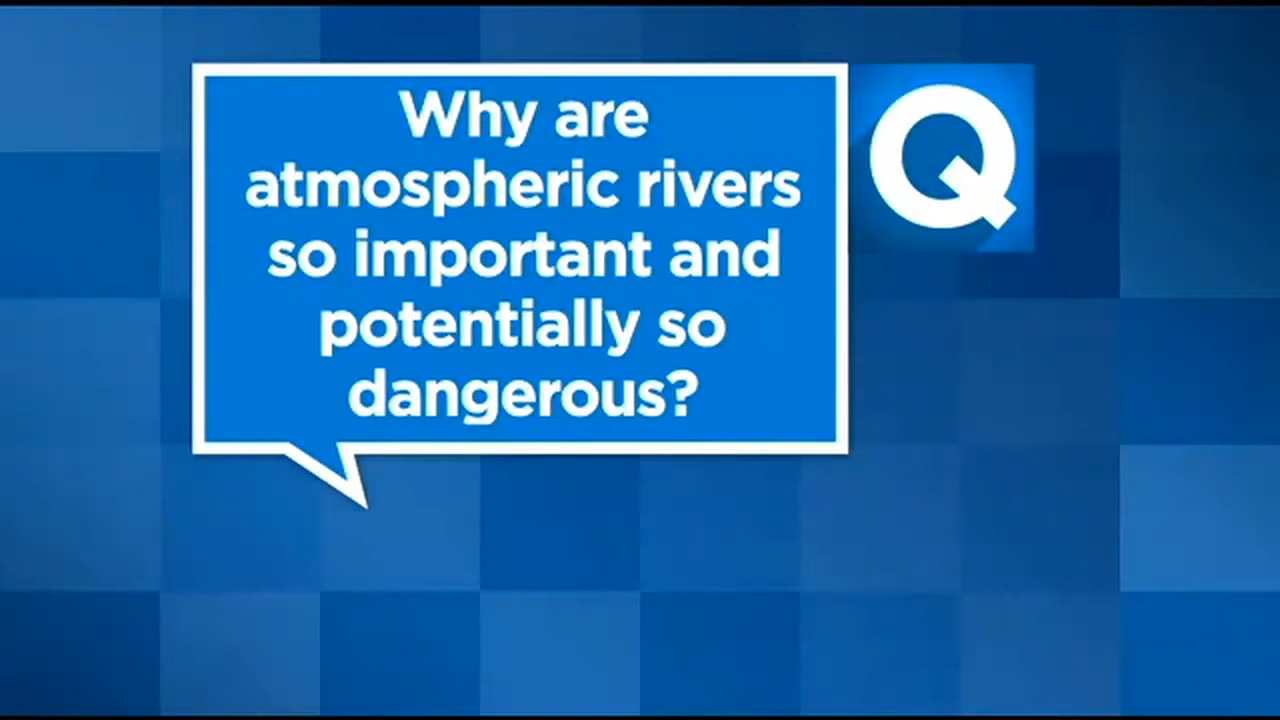 Why are
atmospheric rivers
so important and
potentially so
dangerous?
Q